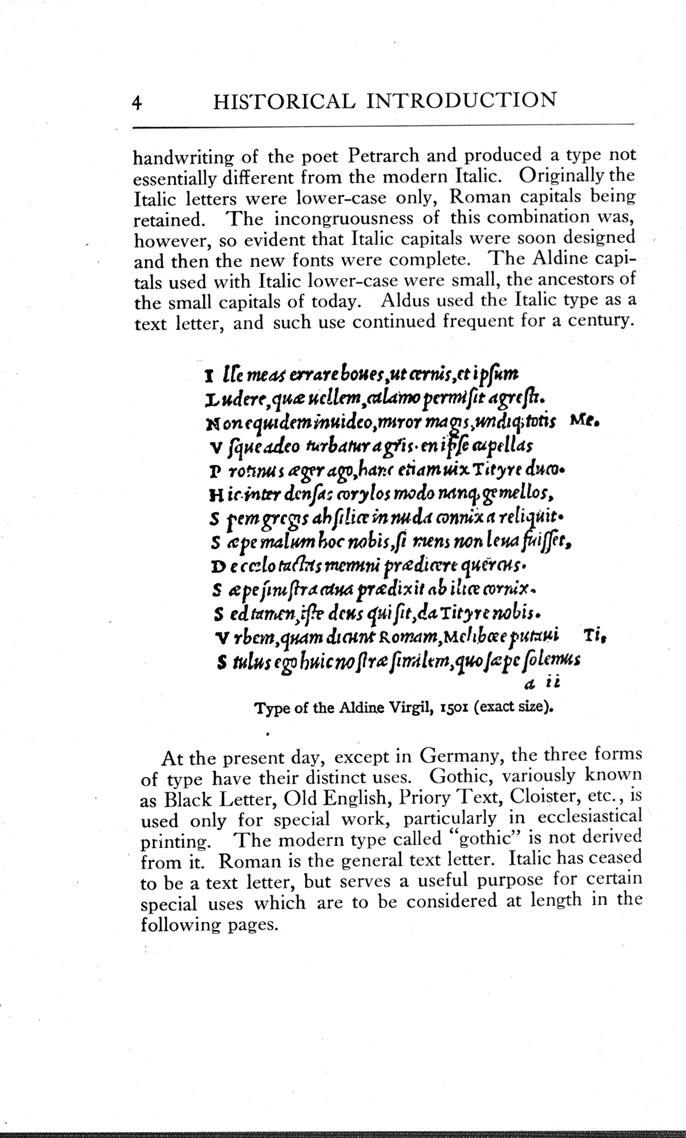 4 HISTORICAL INTRODUCTION
handwriting of the poet Petrarch and produced a type not
essentially different from the modern Italic. Originally the
Italic letters were lower-case only, Roman capitals being
retained. The incongruousness of this combination was,
however, so evident that Italic capitals were soon designed
and then the new fonts were complete. The Aldine capi-
tals used with Italic lower-case were small, the ancestors of
the small capitals of today. Aldus used the Italic type as a
text letter, and such use continued frequent for a century.
I lle meas errare boues, ut cernis, et ipsum
L udere, quæ uellem, calamo permisit agresti.
N on equidem inuideo, miror magis, undiq; totis Me.
V sque adeo turbatur agris. en ipse capellas
P rotinus æger ago, hanc etiam uix Tityre duco.
H ic inter densas corylos modo nanq; gemellos,
S pem gregis ah silice in nuda connixa reliquit.
S æpe malum hoc nobis, si mens non leua fuisset,
D e cœlo tactas memini prædicere quercus.
S æpe sinistra caua prædixit ab ilice cornix.
S ed tamen, iste deus qui sit, da Tityre nobis.
V rbem, quam dicunt Romam, Melibœe putaui Ti,
S tultus ego huic nostræ similem, quo sæpe solemus
a ii
Type of the Aldine Virgil, 1501 (exact size).
At the present day, except in Germany, the three forms
of type have their distinct uses. Gothic, variously known
as Black Letter, Old English, Priory Text, Cloister, etc., is
used only for special work, particularly in ecclesiastical
printing. The modern type called “gothic” is not derived
from it. Roman is the general text letter. Italic has ceased
to be a text letter, but serves a useful purpose for certain
special uses which are to be considered at length in the
following pages.